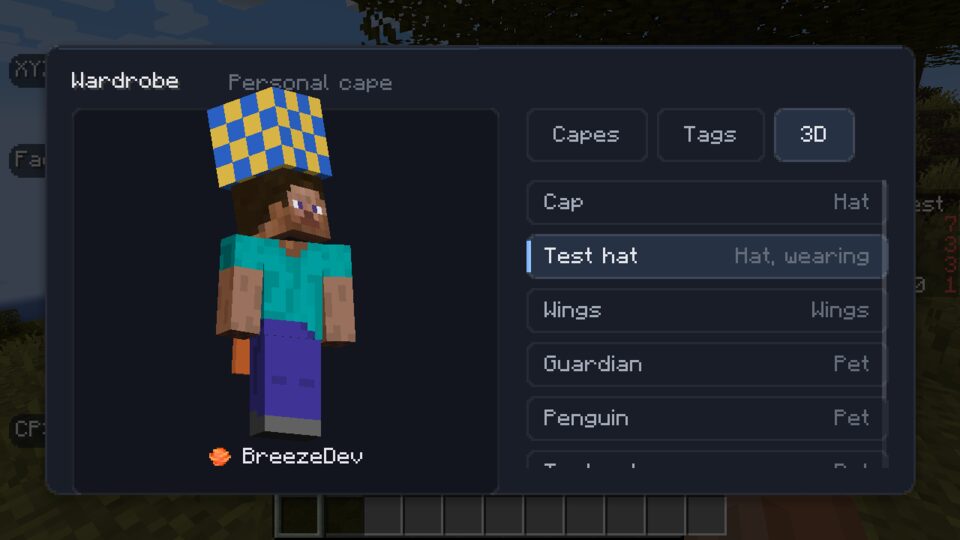 Wardrobe
Personal cape
XYZ
Capes
Tags
3D
Cap
Hat
Test hat
Hat, wearing
Wings
Wings
Guardian
Pet
Penguin
Pet
BreezeDev